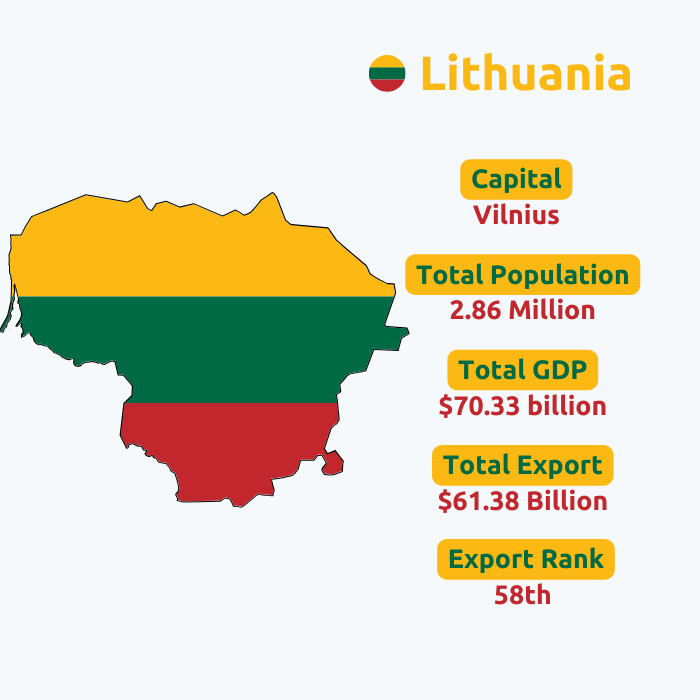 Lithuania
Capital
Vilnius
Total Population
2.86 Million
Total GDP
$70.33 billion
Total Export
$61.38 Billion
Export Rank
58th